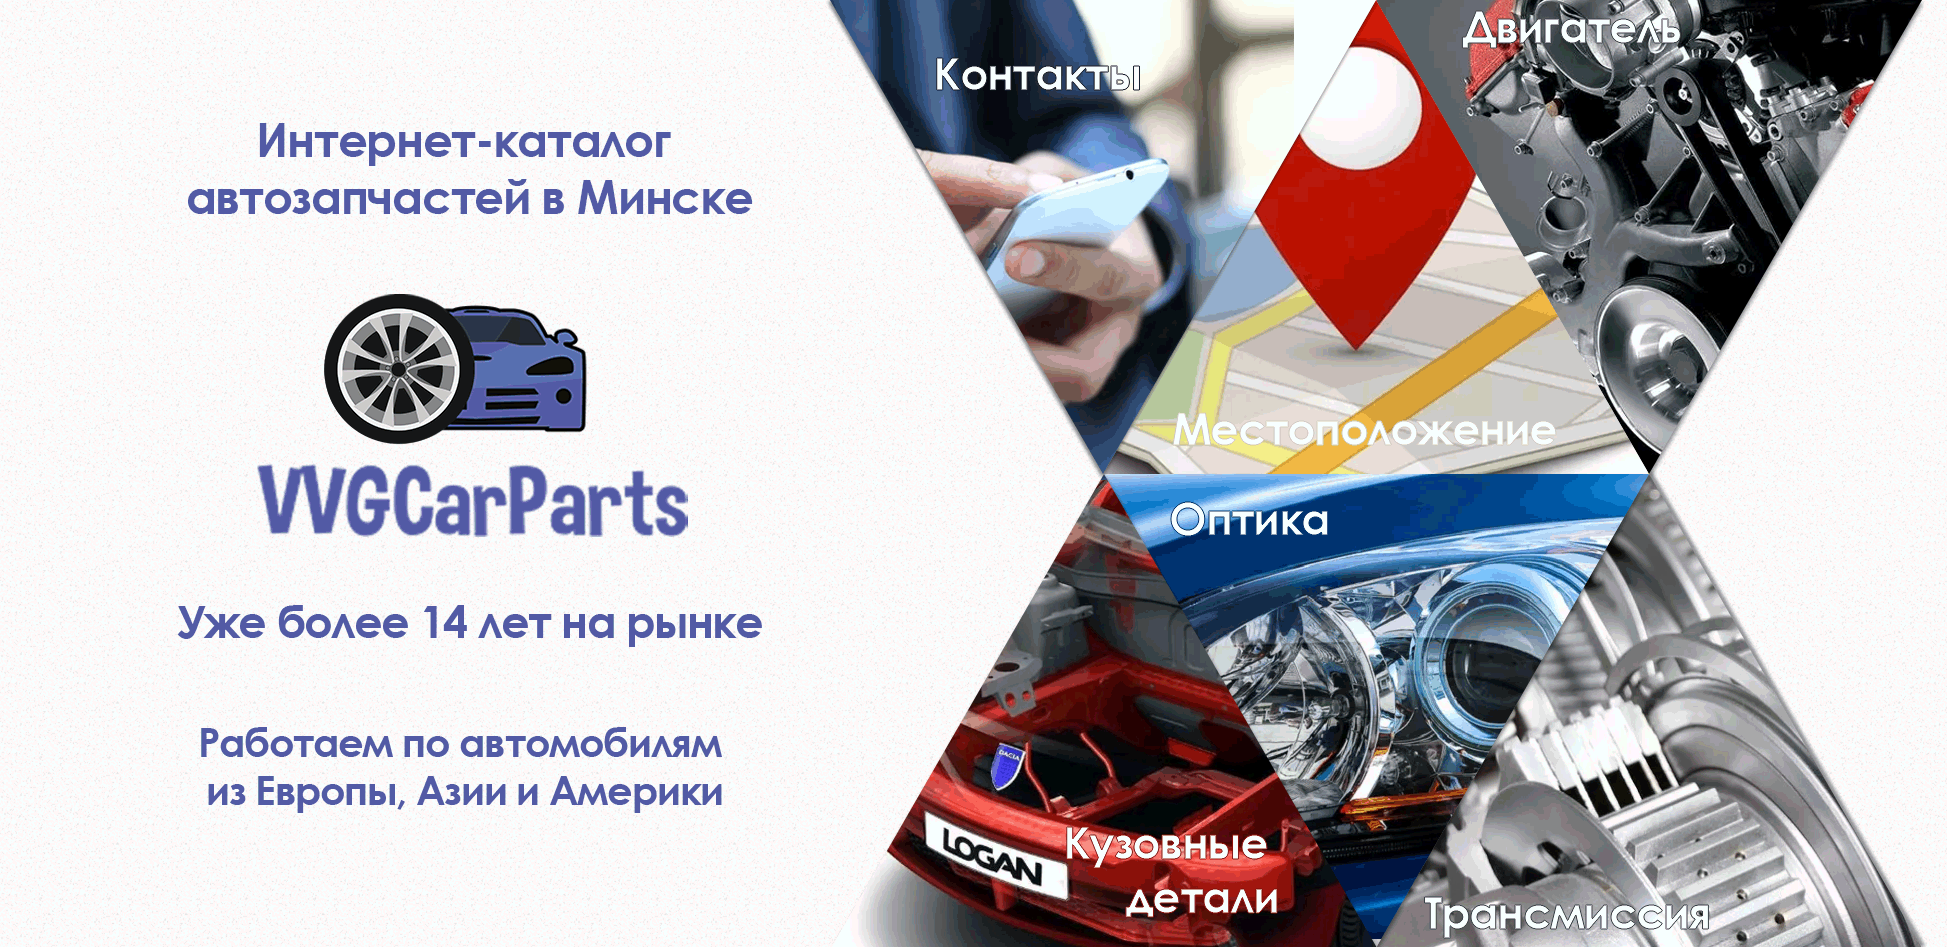 Интернет-каталог
автозапчастей в Минске
VVGCarParts
Уже более 14 лет на рынке
Работаем по автомобилям
из Европы, Азии и Америки
Контакты
Двигатель
Местоположение
Оптика
DACIA
LOGAN
Кузовные
детали
Трансмиссия